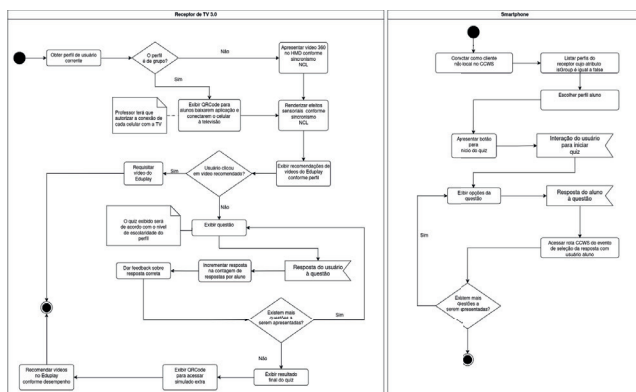 Receptor de TV 3.0
Obter perfil de usuário
corrente
O perfil
é de grupo?
Não
Apresentar vídeo 360
no HMD conforme
sincronismo
NCL
Sim
Professor terá que
autorizar a conexão de
cada celular com a TV
Exibir QRCode para
alunos baixarem aplicação e
conectarem o celular
à televisão
Renderizar efeitos
sensoriais conforme
sincronismo
NCL
Requisitar
vídeo do
Eduplay
Sim
Usuário clicou
em vídeo recomendado?
Exibir recomendações de
vídeos do Eduplay
conforme perfil
Não
O quiz exibido será
de acordo com o nível
de escolaridade do
perfil
Exibir questão
Dar feedback sobre
resposta correta
Incrementar resposta
na contagem de
respostas por aluno
Resposta do usuário
à questão
Existem mais
questões a
serem apresentadas?
Sim
Não
Recomendar vídeos
no Eduplay
conforme desempenho
Exibir QRCode
para acessar
simulado extra
Exibir resultado
final do quiz
Smartphone
Conectar como cliente
não local no CCWS
Listar perfis do
receptor cujo atributo
isGroup é igual a false
Escolher perfil aluno
Apresentar botão
para
início do quiz
Interação do usuário
para iniciar
quiz
Exibir opções da
questão
Resposta do aluno
à questão
Sim
Acessar rota CCWS do evento
de seleção da resposta com
usuário aluno
Existem mais
questões a
serem apresentadas?
Não